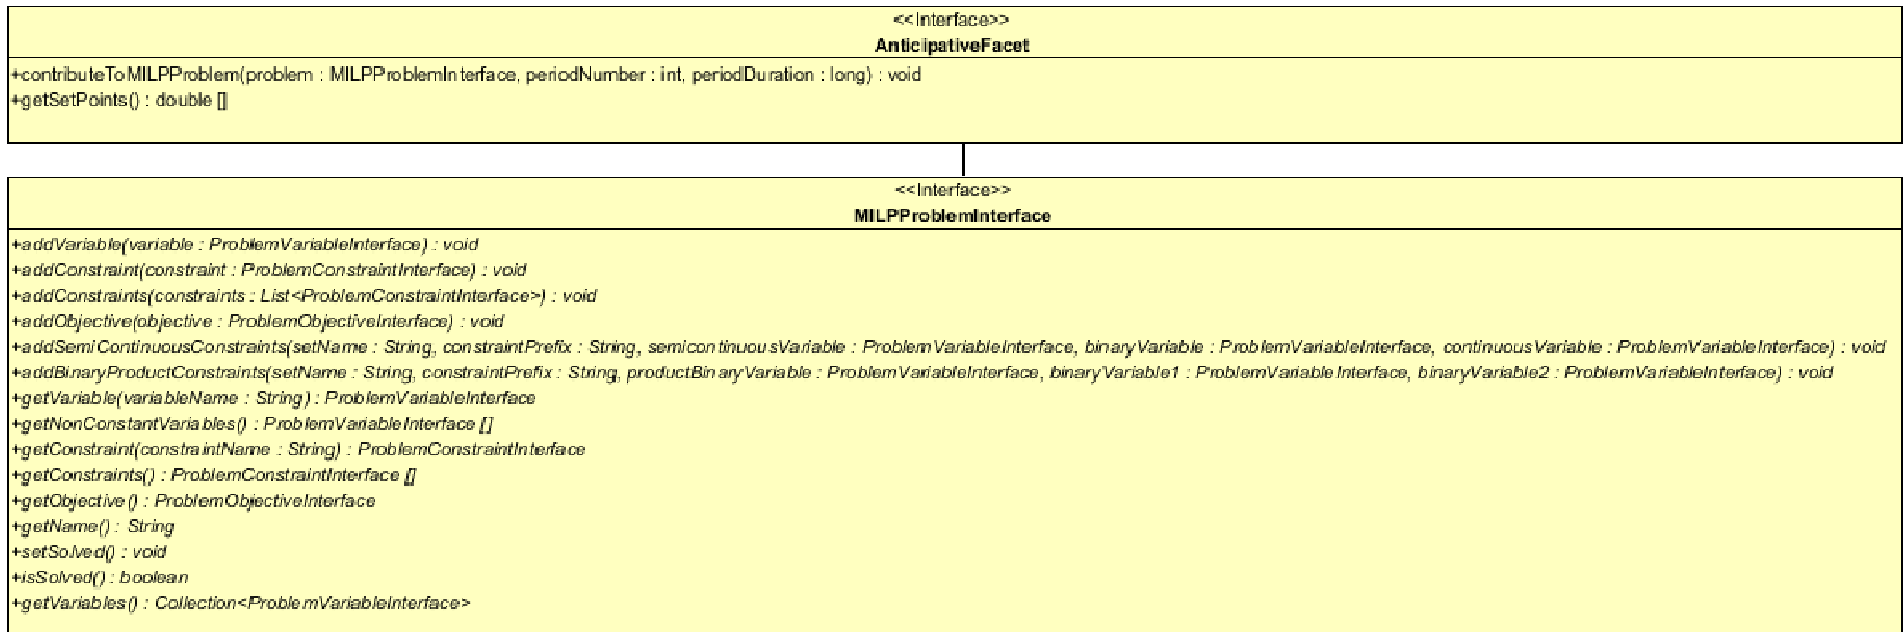 <<Interface>>
AnticipativeFacet
+contributeToMILPProblem(problem : MILPProblemInterface, periodNumber : int, periodDuration : long) : void
+getSetPoints() : double []
<<Interface>>
MILPProblemInterface
+addVariable(variable : ProblemVariableInterface) : void
+addConstraint(constraint : ProblemConstraintInterface) : void
+addConstraints(constraints : List<ProblemConstraintInterface>) : void
+addObjective(objective : ProblemObjectiveInterface) : void
+addSemiContinuousConstraints(setName : String, constraintPrefix : String, semicontinuousVariable : ProblemVariableInterface, binaryVariable : ProblemVariableInterface, continuousVariable : ProblemVariableInterface) : void
+addBinaryProductConstraints(setName : String, constraintPrefix : String, productBinaryVariable : ProblemVariableInterface, binaryVariable1 : ProblemVariableInterface, binaryVariable2 : ProblemVariableInterface) : void
+getVariable(variableName : String) : ProblemVariableInterface
+getNonConstantVariables() : ProblemVariableInterface []
+getConstraint(constraintName : String) : ProblemConstraintInterface
+getConstraints() : ProblemConstraintInterface []
+getObjective() : ProblemObjectiveInterface
+getName() : String
+setSolved() : void
+isSolved() : boolean
+getVariables() : Collection<ProblemVariableInterface>